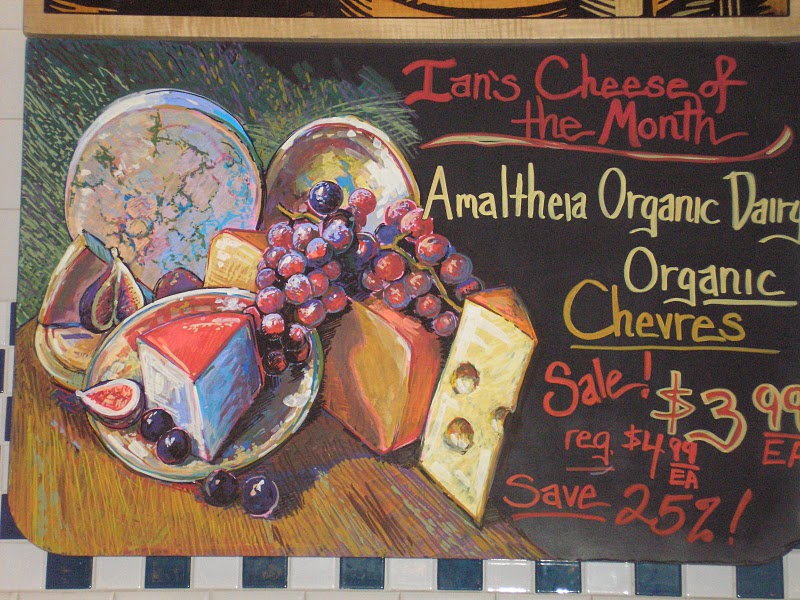 Ian's Cheese of
the Month
Amaltheia Organic Dairy
Organic
Chevres
Sale! $3 99 EA
reg. $4.99 EA
Save 25%!